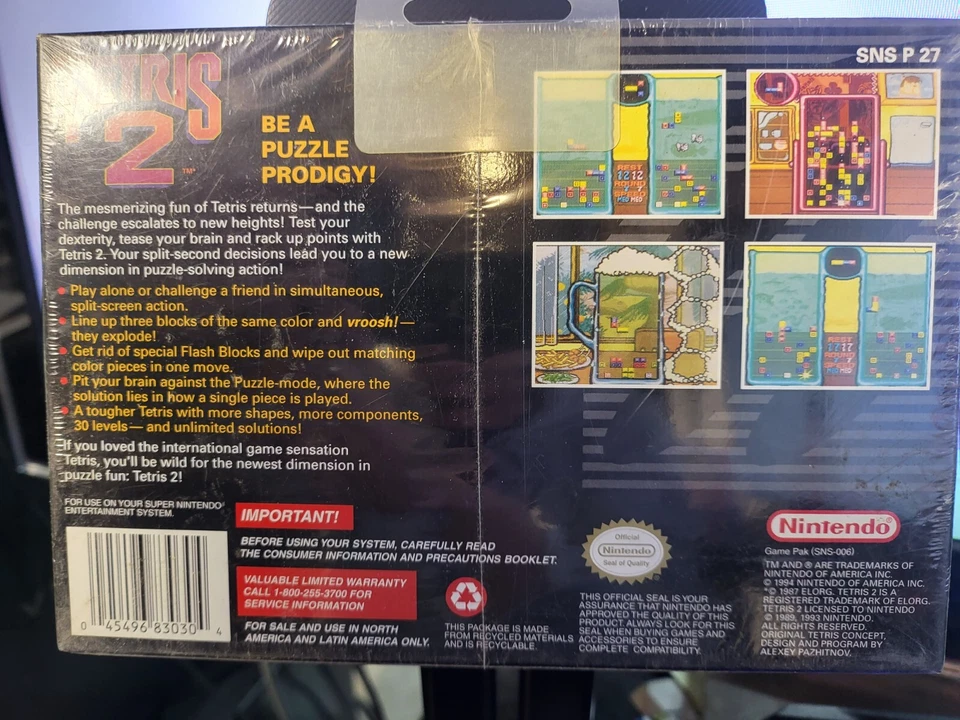 TETRIS
2
TM
BE A
PUZZLE
PRODIGY!
SNS P 27
The mesmerizing fun of Tetris returns — and the
challenge escalates to new heights! Test your
dexterity, tease your brain and rack up points with
Tetris 2. Your split-second decisions lead you to a new
dimension in puzzle-solving action!
• Play alone or challenge a friend in simultaneous,
split-screen action.
• Line up three blocks of the same color and vroosh! —
they explode!
• Get rid of special Flash Blocks and wipe out matching
color pieces in one move.
• Pit your brain against the Puzzle-mode, where the
solution lies in how a single piece is played.
• A tougher Tetris with more shapes, more components,
30 levels — and unlimited solutions!
If you loved the international game sensation
Tetris, you'll be wild for the newest dimension in
puzzle fun: Tetris 2!
REST
12 12
ROUND
SPEED
MED MED
REST
ROUND
SPEED
FOR USE ON YOUR SUPER NINTENDO
ENTERTAINMENT SYSTEM.
0 45496 83030 4
IMPORTANT!
BEFORE USING YOUR SYSTEM, CAREFULLY READ
THE CONSUMER INFORMATION AND PRECAUTIONS BOOKLET.
VALUABLE LIMITED WARRANTY
CALL 1-800-255-3700 FOR
SERVICE INFORMATION
FOR SALE AND USE IN NORTH
AMERICA AND LATIN AMERICA ONLY.
THIS PACKAGE IS MADE
FROM RECYCLED MATERIALS
AND IS RECYCLABLE.
Official
Nintendo
Seal of Quality
THIS OFFICIAL SEAL IS YOUR
ASSURANCE THAT NINTENDO HAS
APPROVED THE QUALITY OF THIS
PRODUCT. ALWAYS LOOK FOR THIS
SEAL WHEN BUYING GAMES AND
ACCESSORIES TO ENSURE
COMPLETE COMPATIBILITY.
Nintendo®
Game Pak (SNS-006)
TM AND ® ARE TRADEMARKS OF
NINTENDO OF AMERICA INC.
© 1994 NINTENDO OF AMERICA INC.
© 1987 ELORG. TETRIS 2 IS A
REGISTERED TRADEMARK OF ELORG.
TETRIS 2 LICENSED TO NINTENDO
© 1989, 1993 NINTENDO.
ALL RIGHTS RESERVED.
ORIGINAL TETRIS CONCEPT,
DESIGN AND PROGRAM BY
ALEXEY PAZHITNOV.